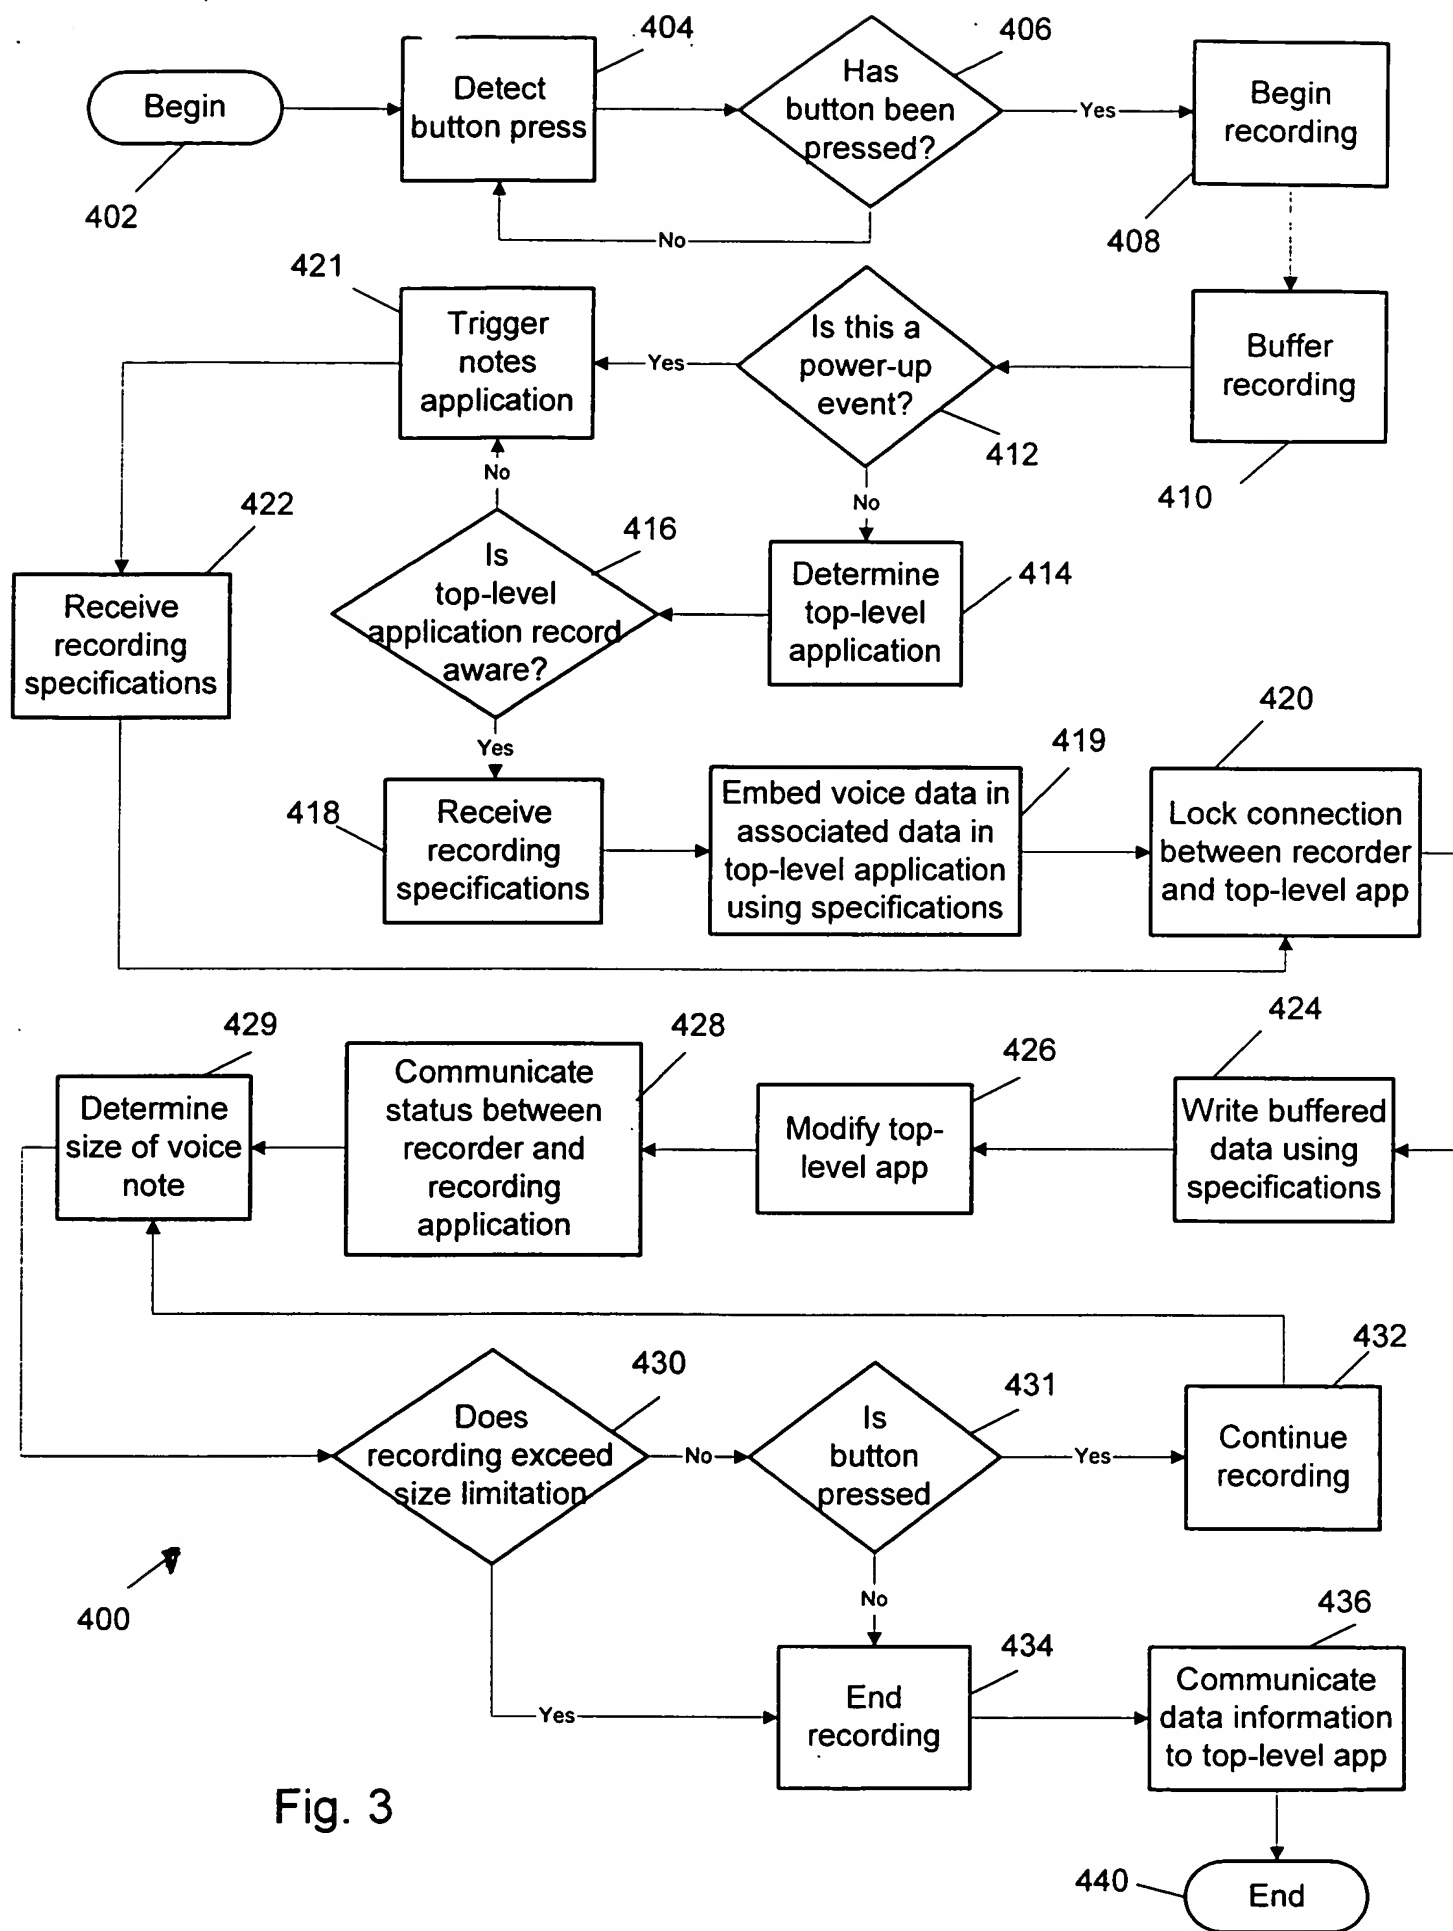 404
406
Begin
Detect
button press
Has
button been
pressed?
Yes
Begin
recording
402
No
408
421
Trigger
notes
application
Yes
Is this a
power-up
event?
412
Buffer
recording
410
No
No
422
416
Is
top-level
application record
aware?
Determine
top-level
application
414
Receive
recording
specifications
Yes
420
419
418
Receive
recording
specifications
Embed voice data in
associated data in
top-level application
using specifications
Lock connection
between recorder
and top-level app
429
428
426
424
Determine
size of voice
note
Communicate
status between
recorder and
recording
application
Modify top-
level app
Write buffered
data using
specifications
432
430
431
Does
recording exceed
size limitation
No
Is
button
pressed
Yes
Continue
recording
400
No
436
434
Yes
End
recording
Communicate
data information
to top-level app
Fig. 3
440
End